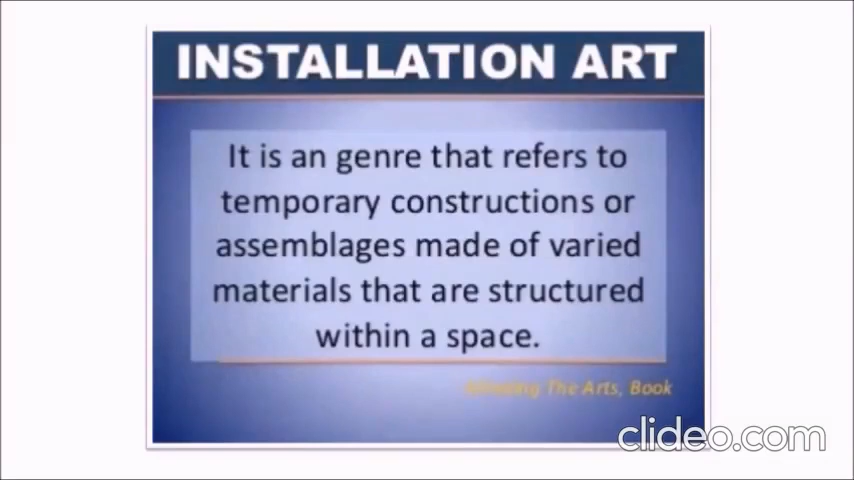 INSTALLATION ART
It is an genre that refers to
temporary constructions or
assemblages made of varied
materials that are structured
within a space.
The Arts, Book
clideo.com